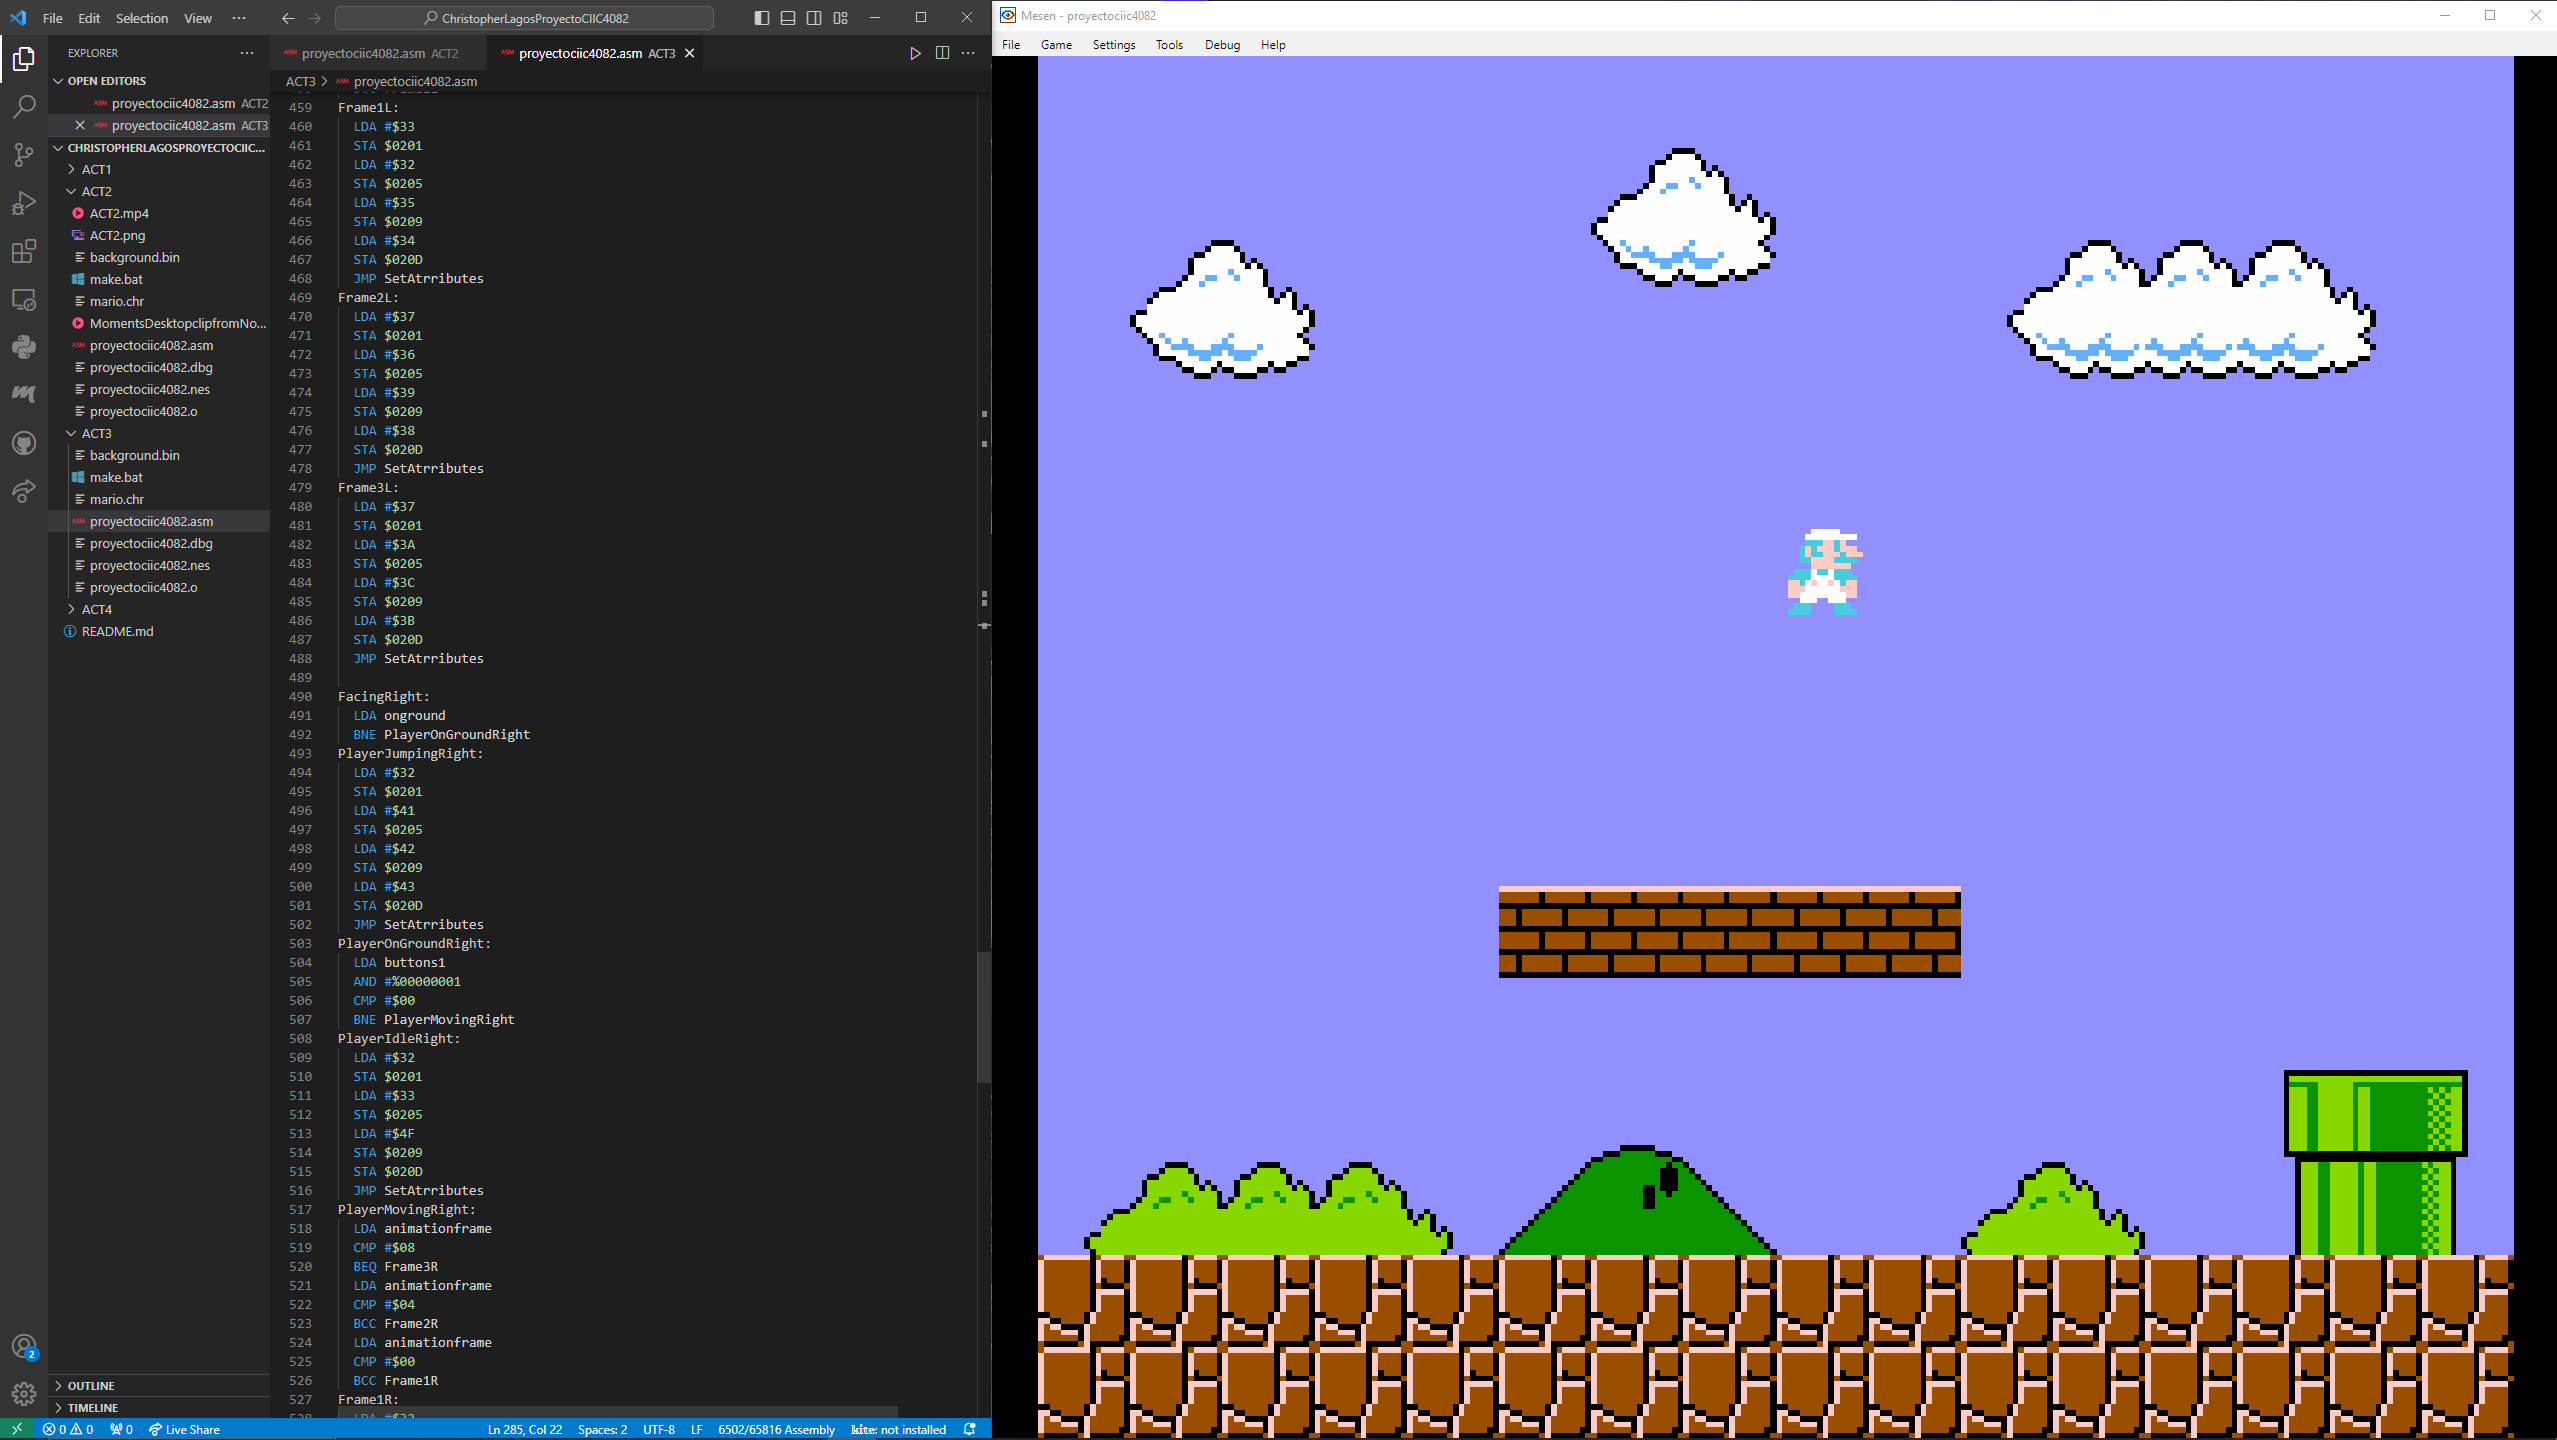 File Edit Selection View ··· ChristopherLagosProyectoCIIC4082
Mesen - proyectociic4082
File Game Settings Tools Debug Help
EXPLORER ···
OPEN EDITORS
proyectociic4082.asm ACT2
proyectociic4082.asm ACT3
CHRISTOPHERLAGOSPROYECTOCIIC...
ACT1
ACT2
ACT2.mp4
ACT2.png
background.bin
make.bat
mario.chr
MomentsDesktopclipfromNo...
proyectociic4082.asm
proyectociic4082.dbg
proyectociic4082.nes
proyectociic4082.o
ACT3
background.bin
make.bat
mario.chr
proyectociic4082.asm
proyectociic4082.dbg
proyectociic4082.nes
proyectociic4082.o
ACT4
README.md
OUTLINE
TIMELINE
proyectociic4082.asm ACT2 proyectociic4082.asm ACT3
ACT3 > proyectociic4082.asm
459 Frame1L:
460 LDA #$33
461 STA $0201
462 LDA #$32
463 STA $0205
464 LDA #$35
465 STA $0209
466 LDA #$34
467 STA $020D
468 JMP SetAtrributes
469 Frame2L:
470 LDA #$37
471 STA $0201
472 LDA #$36
473 STA $0205
474 LDA #$39
475 STA $0209
476 LDA #$38
477 STA $020D
478 JMP SetAtrributes
479 Frame3L:
480 LDA #$37
481 STA $0201
482 LDA #$3A
483 STA $0205
484 LDA #$3C
485 STA $0209
486 LDA #$3B
487 STA $020D
488 JMP SetAtrributes
489
490 FacingRight:
491 LDA onground
492 BNE PlayerOnGroundRight
493 PlayerJumpingRight:
494 LDA #$32
495 STA $0201
496 LDA #$41
497 STA $0205
498 LDA #$42
499 STA $0209
500 LDA #$43
501 STA $020D
502 JMP SetAtrributes
503 PlayerOnGroundRight:
504 LDA buttons1
505 AND #%00000001
506 CMP #$00
507 BNE PlayerMovingRight
508 PlayerIdleRight:
509 LDA #$32
510 STA $0201
511 LDA #$33
512 STA $0205
513 LDA #$4F
514 STA $0209
515 STA $020D
516 JMP SetAtrributes
517 PlayerMovingRight:
518 LDA animationframe
519 CMP #$08
520 BEQ Frame3R
521 LDA animationframe
522 CMP #$04
523 BCC Frame2R
524 LDA animationframe
525 CMP #$00
526 BCC Frame1R
527 Frame1R:
2
0 0 0 Live Share Ln 285, Col 22 Spaces: 2 UTF-8 LF 6502/65816 Assembly kite: not installed